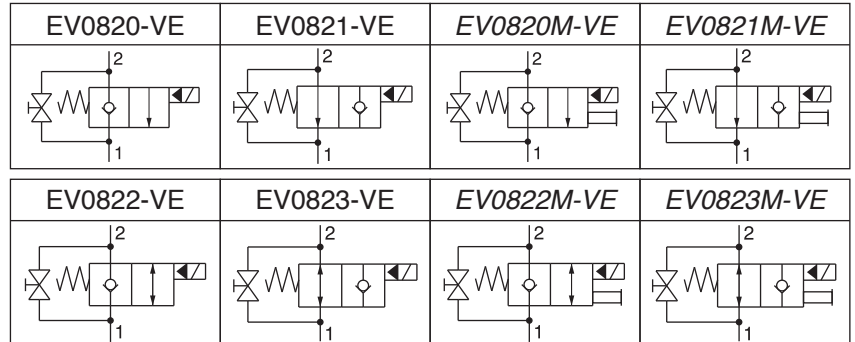 EV0820-VE EV0821-VE EV0820M-VE EV0821M-VE
2 2 2 2
1 1 1 1
EV0822-VE EV0823-VE EV0822M-VE EV0823M-VE
2 2 2 2
1 1 1 1